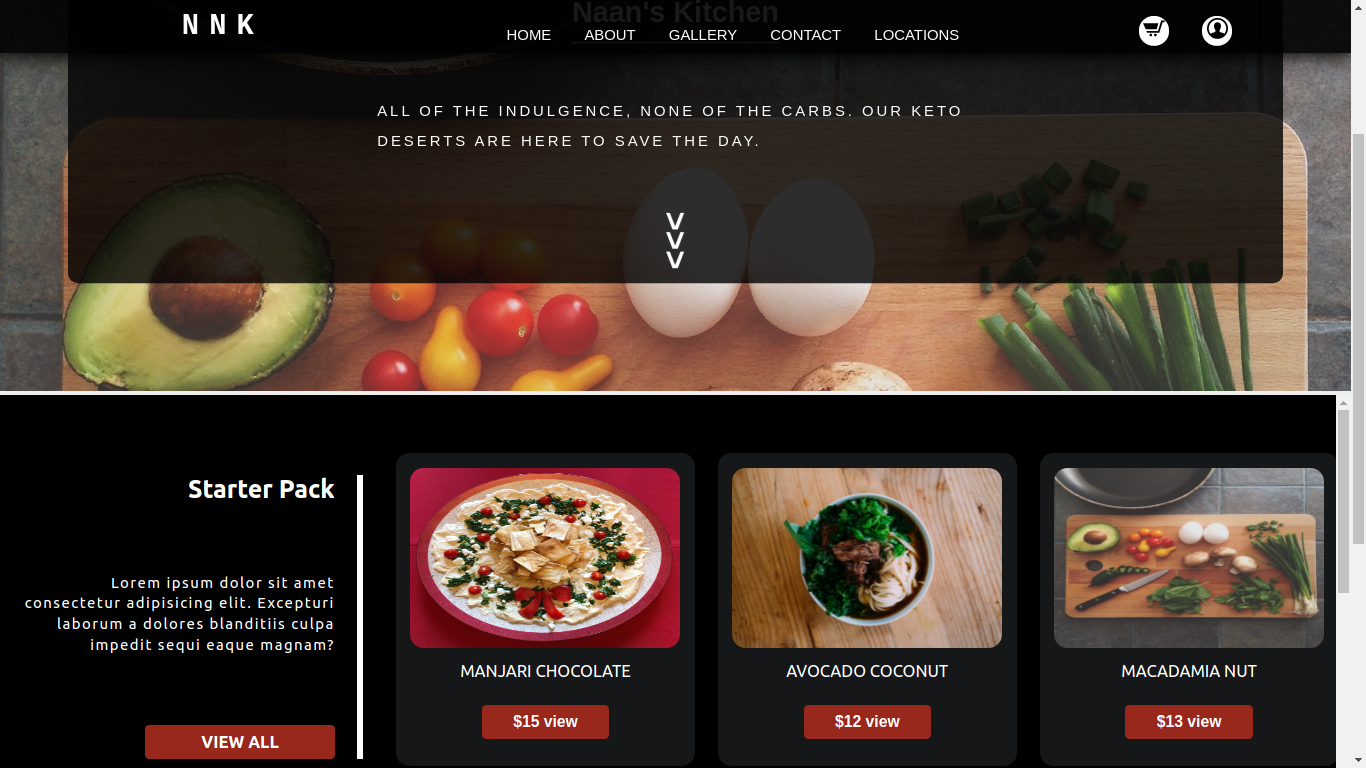 Naan's Kitchen
N N K
HOME ABOUT GALLERY CONTACT LOCATIONS
ALL OF THE INDULGENCE, NONE OF THE CARBS. OUR KETO
DESERTS ARE HERE TO SAVE THE DAY.
V
V
V
Starter Pack
Lorem ipsum dolor sit amet
consectetur adipisicing elit. Excepturi
laborum a dolores blanditiis culpa
impedit sequi eaque magnam?
VIEW ALL
MANJARI CHOCOLATE
$15 view
AVOCADO COCONUT
$12 view
MACADAMIA NUT
$13 view